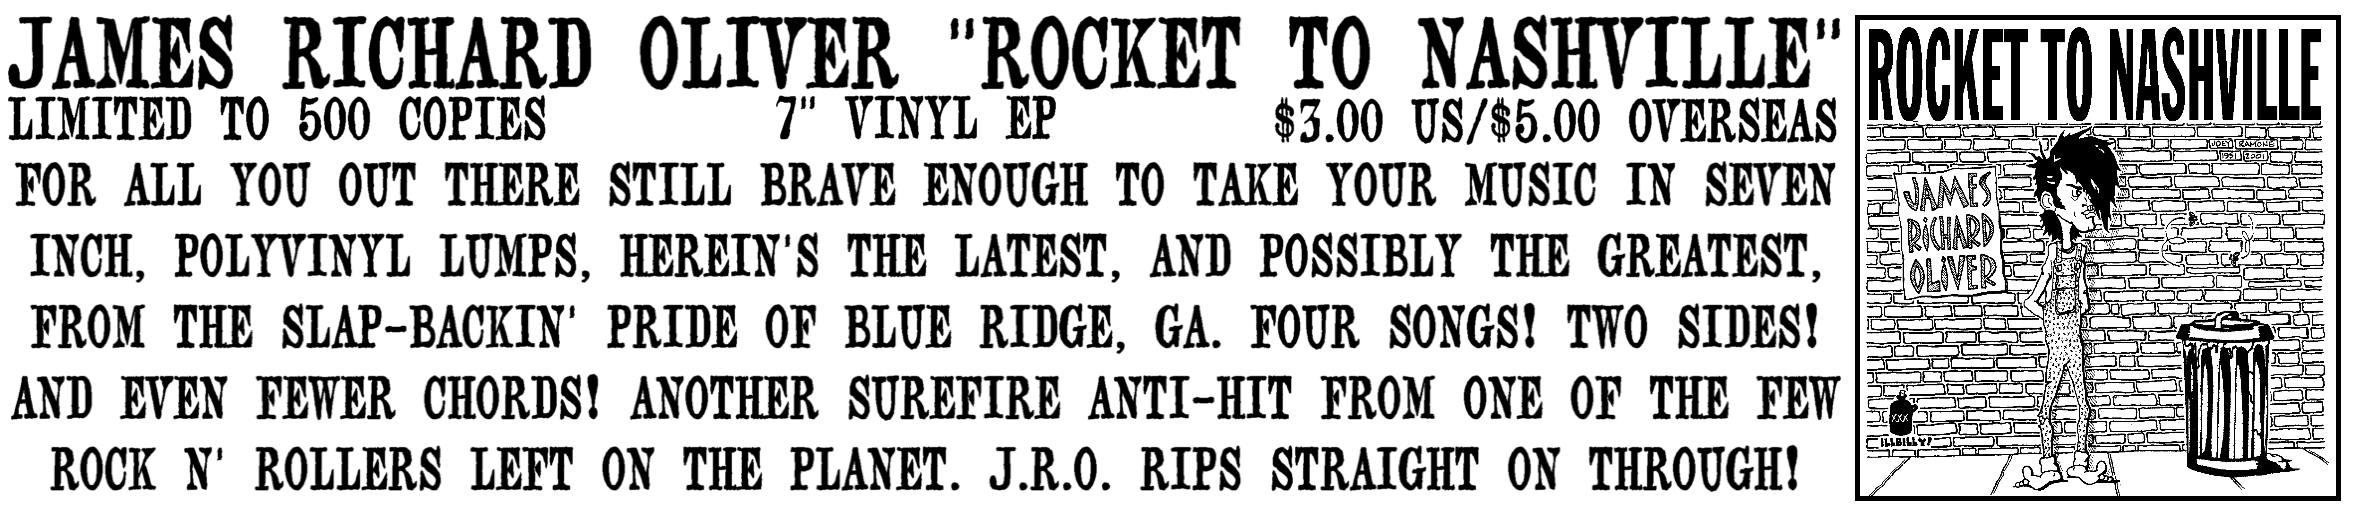 JAMES RICHARD OLIVER "ROCKET TO NASHVILLE"
LIMITED TO 500 COPIES 7" VINYL EP $3.00 US/$5.00 OVERSEAS
FOR ALL YOU OUT THERE STILL BRAVE ENOUGH TO TAKE YOUR MUSIC IN SEVEN
INCH, POLYVINYL LUMPS, HEREIN'S THE LATEST, AND POSSIBLY THE GREATEST,
FROM THE SLAP-BACKIN' PRIDE OF BLUE RIDGE, GA. FOUR SONGS! TWO SIDES!
AND EVEN FEWER CHORDS! ANOTHER SUREFIRE ANTI-HIT FROM ONE OF THE FEW
ROCK N' ROLLERS LEFT ON THE PLANET. J.R.O. RIPS STRAIGHT ON THROUGH!
ROCKET TO NASHVILLE
JOEY RAMONE
1951 2001
JAMES
RICHARD
OLIVER
XXX
ILLBILLY!